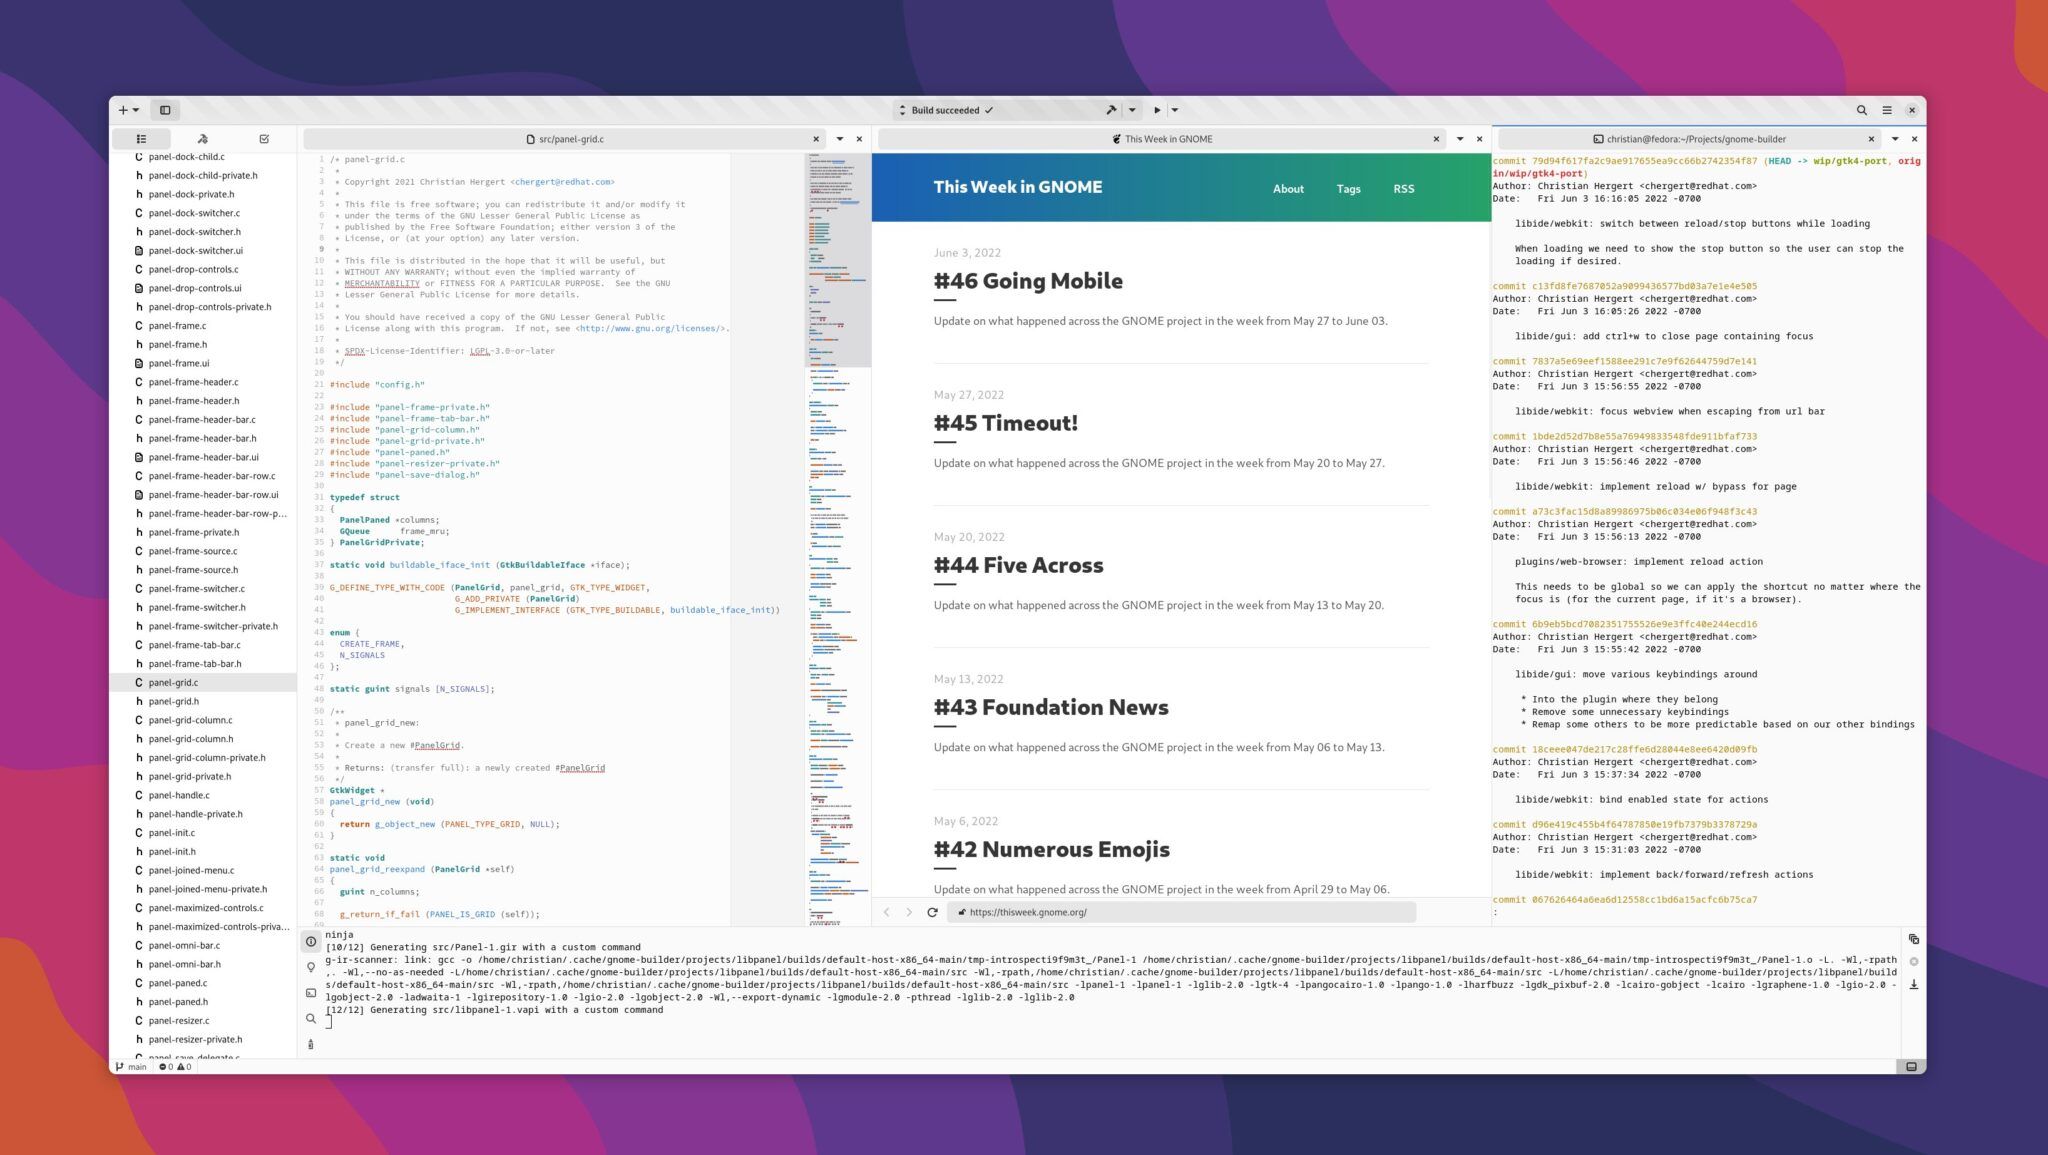 Build succeeded
src/panel-grid.c
This Week in GNOME
christian@fedora:~/Projects/gnome-builder
panel-dock-child.c
panel-dock-child-private.h
panel-dock-private.h
panel-dock-switcher.c
panel-dock-switcher.h
panel-dock-switcher.ui
panel-drop-controls.c
panel-drop-controls.ui
panel-drop-controls-private.h
panel-frame.c
panel-frame.h
panel-frame.ui
panel-frame-header.c
panel-frame-header.h
panel-frame-header-bar.c
panel-frame-header-bar.h
panel-frame-header-bar.ui
panel-frame-header-bar-row.c
panel-frame-header-bar-row.ui
panel-frame-header-bar-row-p...
panel-frame-private.h
panel-frame-source.c
panel-frame-source.h
panel-frame-switcher.c
panel-frame-switcher.h
panel-frame-switcher-private.h
panel-frame-tab-bar.c
panel-frame-tab-bar.h
panel-grid.c
panel-grid.h
panel-grid-column.c
panel-grid-column.h
panel-grid-column-private.h
panel-grid-private.h
panel-handle.c
panel-handle-private.h
panel-init.c
panel-init.h
panel-joined-menu.c
panel-joined-menu-private.h
panel-maximized-controls.c
panel-maximized-controls-priva...
panel-omni-bar.c
panel-omni-bar.h
panel-paned.c
panel-paned.h
panel-resizer.c
panel-resizer-private.h
panel-save-delegate.c
1 /* panel-grid.c
2  *
3  * Copyright 2021 Christian Hergert <chergert@redhat.com>
4  *
5  * This file is free software; you can redistribute it and/or modify it
6  * under the terms of the GNU Lesser General Public License as
7  * published by the Free Software Foundation; either version 3 of the
8  * License, or (at your option) any later version.
9  *
10  * This file is distributed in the hope that it will be useful, but
11  * WITHOUT ANY WARRANTY; without even the implied warranty of
12  * MERCHANTABILITY or FITNESS FOR A PARTICULAR PURPOSE.  See the GNU
13  * Lesser General Public License for more details.
14  *
15  * You should have received a copy of the GNU Lesser General Public
16  * License along with this program.  If not, see <http://www.gnu.org/licenses/>.
17  *
18  * SPDX-License-Identifier: LGPL-3.0-or-later
19  */
20
21 #include "config.h"
22
23 #include "panel-frame-private.h"
24 #include "panel-frame-tab-bar.h"
25 #include "panel-grid-column.h"
26 #include "panel-grid-private.h"
27 #include "panel-paned.h"
28 #include "panel-resizer-private.h"
29 #include "panel-save-dialog.h"
30
31 typedef struct
32 {
33   PanelPaned *columns;
34   GQueue      frame_mru;
35 } PanelGridPrivate;
36
37 static void buildable_iface_init (GtkBuildableIface *iface);
38
39 G_DEFINE_TYPE_WITH_CODE (PanelGrid, panel_grid, GTK_TYPE_WIDGET,
40                          G_ADD_PRIVATE (PanelGrid)
41                          G_IMPLEMENT_INTERFACE (GTK_TYPE_BUILDABLE, buildable_iface_init))
42
43 enum {
44   CREATE_FRAME,
45   N_SIGNALS
46 };
47
48 static guint signals [N_SIGNALS];
49
50 /**
51  * panel_grid_new:
52  *
53  * Create a new #PanelGrid.
54  *
55  * Returns: (transfer full): a newly created #PanelGrid
56  */
57 GtkWidget *
58 panel_grid_new (void)
59 {
60   return g_object_new (PANEL_TYPE_GRID, NULL);
61 }
62
63 static void
64 panel_grid_reexpand (PanelGrid *self)
65 {
66   guint n_columns;
67
68   g_return_if_fail (PANEL_IS_GRID (self));
69
This Week in GNOME
About Tags RSS
June 3, 2022
#46 Going Mobile
Update on what happened across the GNOME project in the week from May 27 to June 03.
May 27, 2022
#45 Timeout!
Update on what happened across the GNOME project in the week from May 20 to May 27.
May 20, 2022
#44 Five Across
Update on what happened across the GNOME project in the week from May 13 to May 20.
May 13, 2022
#43 Foundation News
Update on what happened across the GNOME project in the week from May 06 to May 13.
May 6, 2022
#42 Numerous Emojis
Update on what happened across the GNOME project in the week from April 29 to May 06.
https://thisweek.gnome.org/
commit 79d94f617fa2c9ae917655ea9cc66b2742354f87 (HEAD -> wip/gtk4-port, orig
in/wip/gtk4-port)
Author: Christian Hergert <chergert@redhat.com>
Date:   Fri Jun 3 16:16:05 2022 -0700
libide/webkit: switch between reload/stop buttons while loading
When loading we need to show the stop button so the user can stop the
loading if desired.
commit c13fd8fe7687052a9099436577bd03a7e1e4e505
Author: Christian Hergert <chergert@redhat.com>
Date:   Fri Jun 3 16:05:26 2022 -0700
libide/gui: add ctrl+w to close page containing focus
commit 7837a5e69eef1588ee291c7e9f62644759d7e141
Author: Christian Hergert <chergert@redhat.com>
Date:   Fri Jun 3 15:56:55 2022 -0700
libide/webkit: focus webview when escaping from url bar
commit 1bde2d52d7b8e55a76949833548fde911bfaf733
Author: Christian Hergert <chergert@redhat.com>
Date:   Fri Jun 3 15:56:46 2022 -0700
libide/webkit: implement reload w/ bypass for page
commit a73c3fac15d8a89986975b06c034e06f948f3c43
Author: Christian Hergert <chergert@redhat.com>
Date:   Fri Jun 3 15:56:13 2022 -0700
plugins/web-browser: implement reload action
This needs to be global so we can apply the shortcut no matter where the
focus is (for the current page, if it's a browser).
commit 6b9eb5bcd7082351755526e9e3ffc40e244ecd16
Author: Christian Hergert <chergert@redhat.com>
Date:   Fri Jun 3 15:55:42 2022 -0700
libide/gui: move various keybindings around
* Into the plugin where they belong
* Remove some unnecessary keybindings
* Remap some others to be more predictable based on our other bindings
commit 18ceee047de217c28ffe6d28044e8ee6420d09fb
Author: Christian Hergert <chergert@redhat.com>
Date:   Fri Jun 3 15:37:34 2022 -0700
libide/webkit: bind enabled state for actions
commit d96e419c455b4f64787850e19fb7379b3378729a
Author: Christian Hergert <chergert@redhat.com>
Date:   Fri Jun 3 15:31:03 2022 -0700
libide/webkit: implement back/forward/refresh actions
commit 067626464a6ea6d12558cc1bd6a15acfc6b75ca7
:
ninja
[10/12] Generating src/Panel-1.gir with a custom command
g-ir-scanner: link: gcc -o /home/christian/.cache/gnome-builder/projects/libpanel/builds/default-host-x86_64-main/tmp-introspecti9f9m3t_/Panel-1 /home/christian/.cache/gnome-builder/projects/libpanel/builds/default-host-x86_64-main/tmp-introspecti9f9m3t_/Panel-1.o -L. -Wl,-rpath
,. -Wl,--no-as-needed -L/home/christian/.cache/gnome-builder/projects/libpanel/builds/default-host-x86_64-main/src -Wl,-rpath,/home/christian/.cache/gnome-builder/projects/libpanel/builds/default-host-x86_64-main/src -L/home/christian/.cache/gnome-builder/projects/libpanel/build
s/default-host-x86_64-main/src -Wl,-rpath,/home/christian/.cache/gnome-builder/projects/libpanel/builds/default-host-x86_64-main/src -lpanel-1 -lpanel-1 -lglib-2.0 -lgtk-4 -lpangocairo-1.0 -lpango-1.0 -lharfbuzz -lgdk_pixbuf-2.0 -lcairo-gobject -lcairo -lgraphene-1.0 -lgio-2.0 -
lgobject-2.0 -ladwaita-1 -lgirepository-1.0 -lgio-2.0 -lgobject-2.0 -Wl,--export-dynamic -lgmodule-2.0 -pthread -lglib-2.0 -lglib-2.0
[12/12] Generating src/libpanel-1.vapi with a custom command
main 0 0